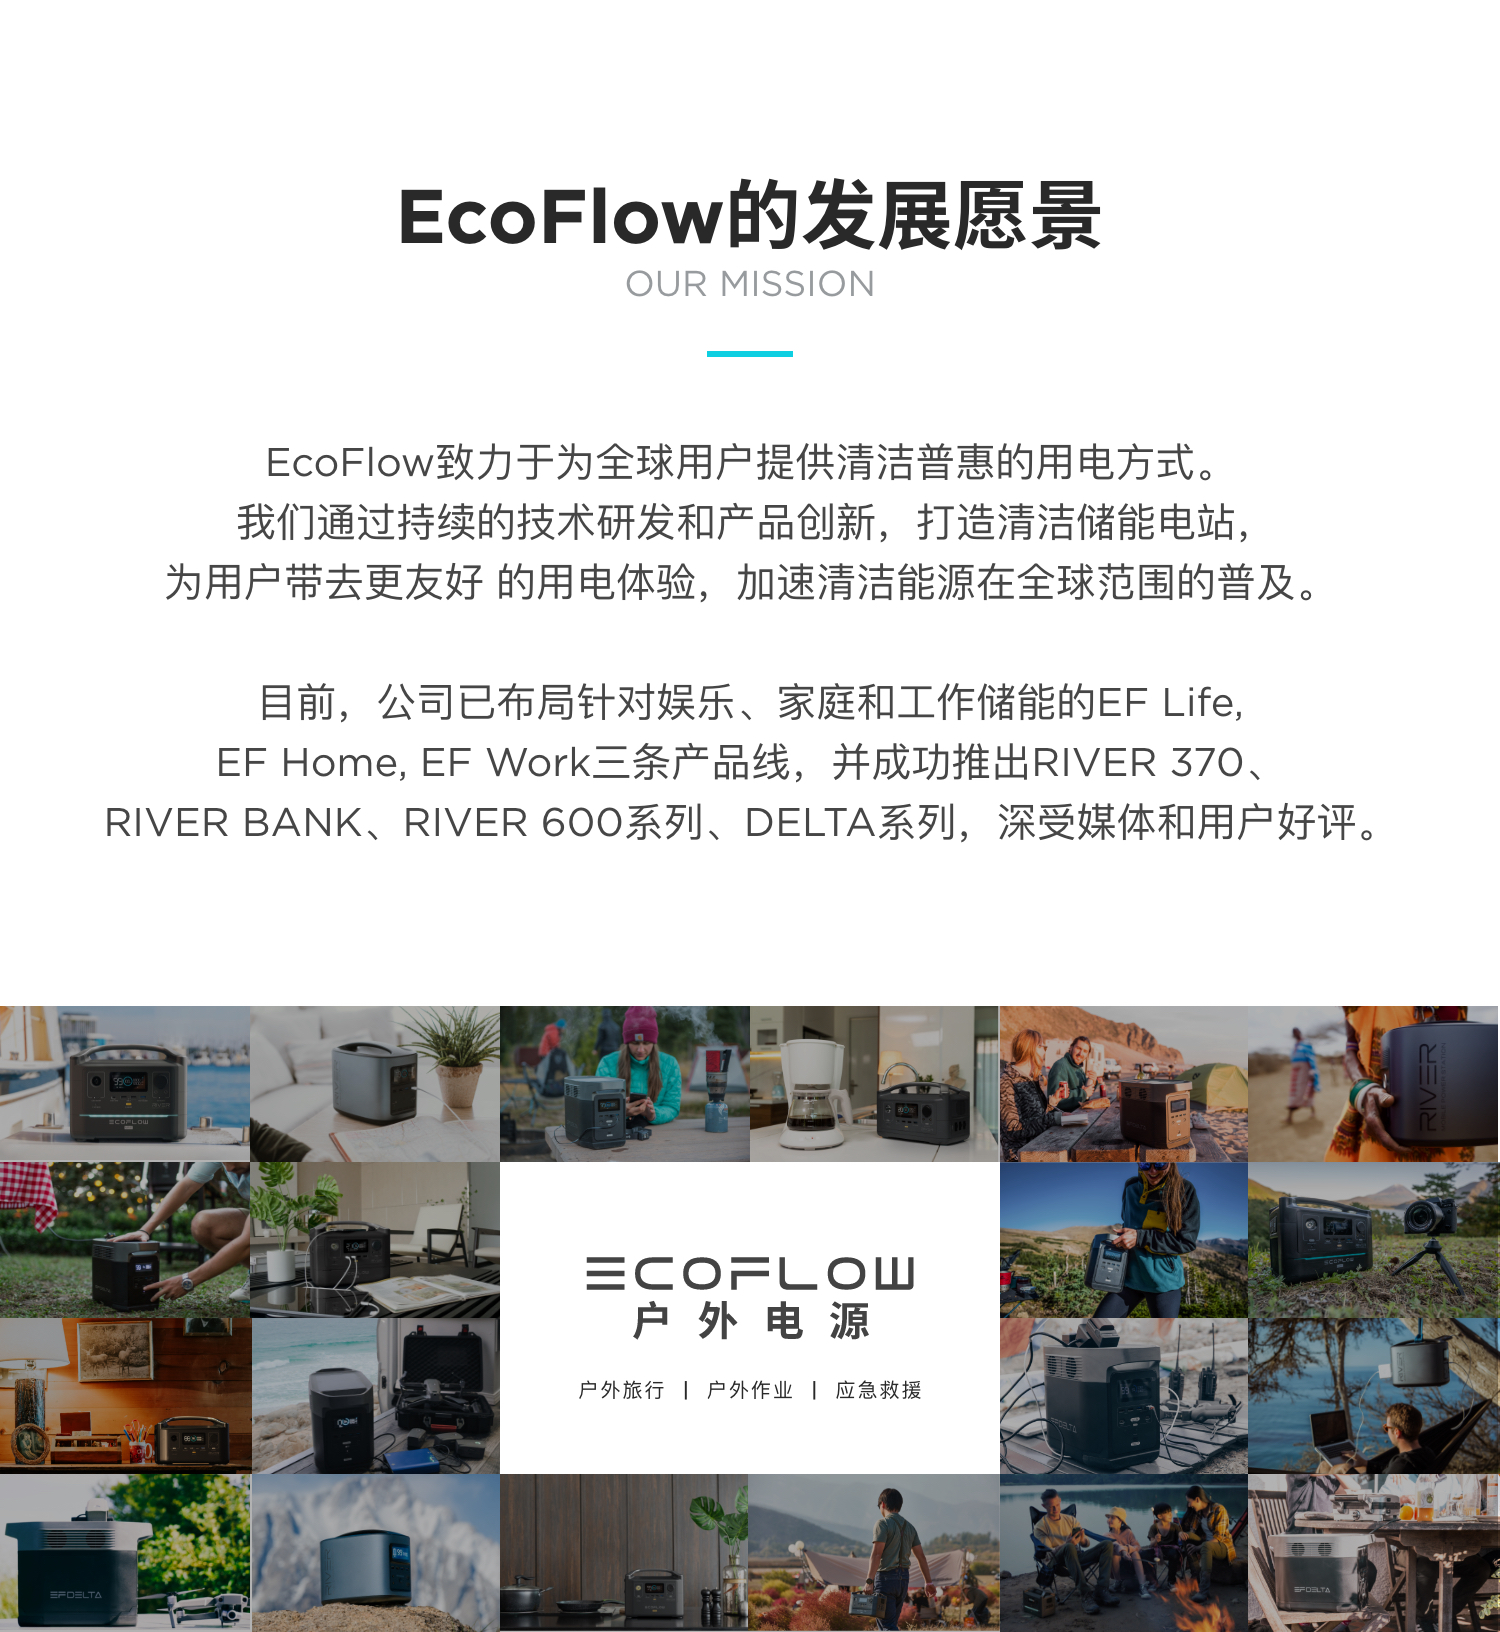 EcoFlow的发展愿景
OUR MISSION
EcoFlow致力于为全球用户提供清洁普惠的用电方式。
我们通过持续的技术研发和产品创新，打造清洁储能电站，
为用户带去更友好 的用电体验，加速清洁能源在全球范围的普及。
目前，公司已布局针对娱乐、家庭和工作储能的EF Life,
EF Home, EF Work三条产品线，并成功推出RIVER 370、
RIVER BANK、RIVER 600系列、DELTA系列，深受媒体和用户好评。
ECOFLOW
RIVER
ECOFLOW
户外电源
户外旅行 | 户外作业 | 应急救援
ECOFLOW
EFDELTA
EFDELTA
EFDELTA